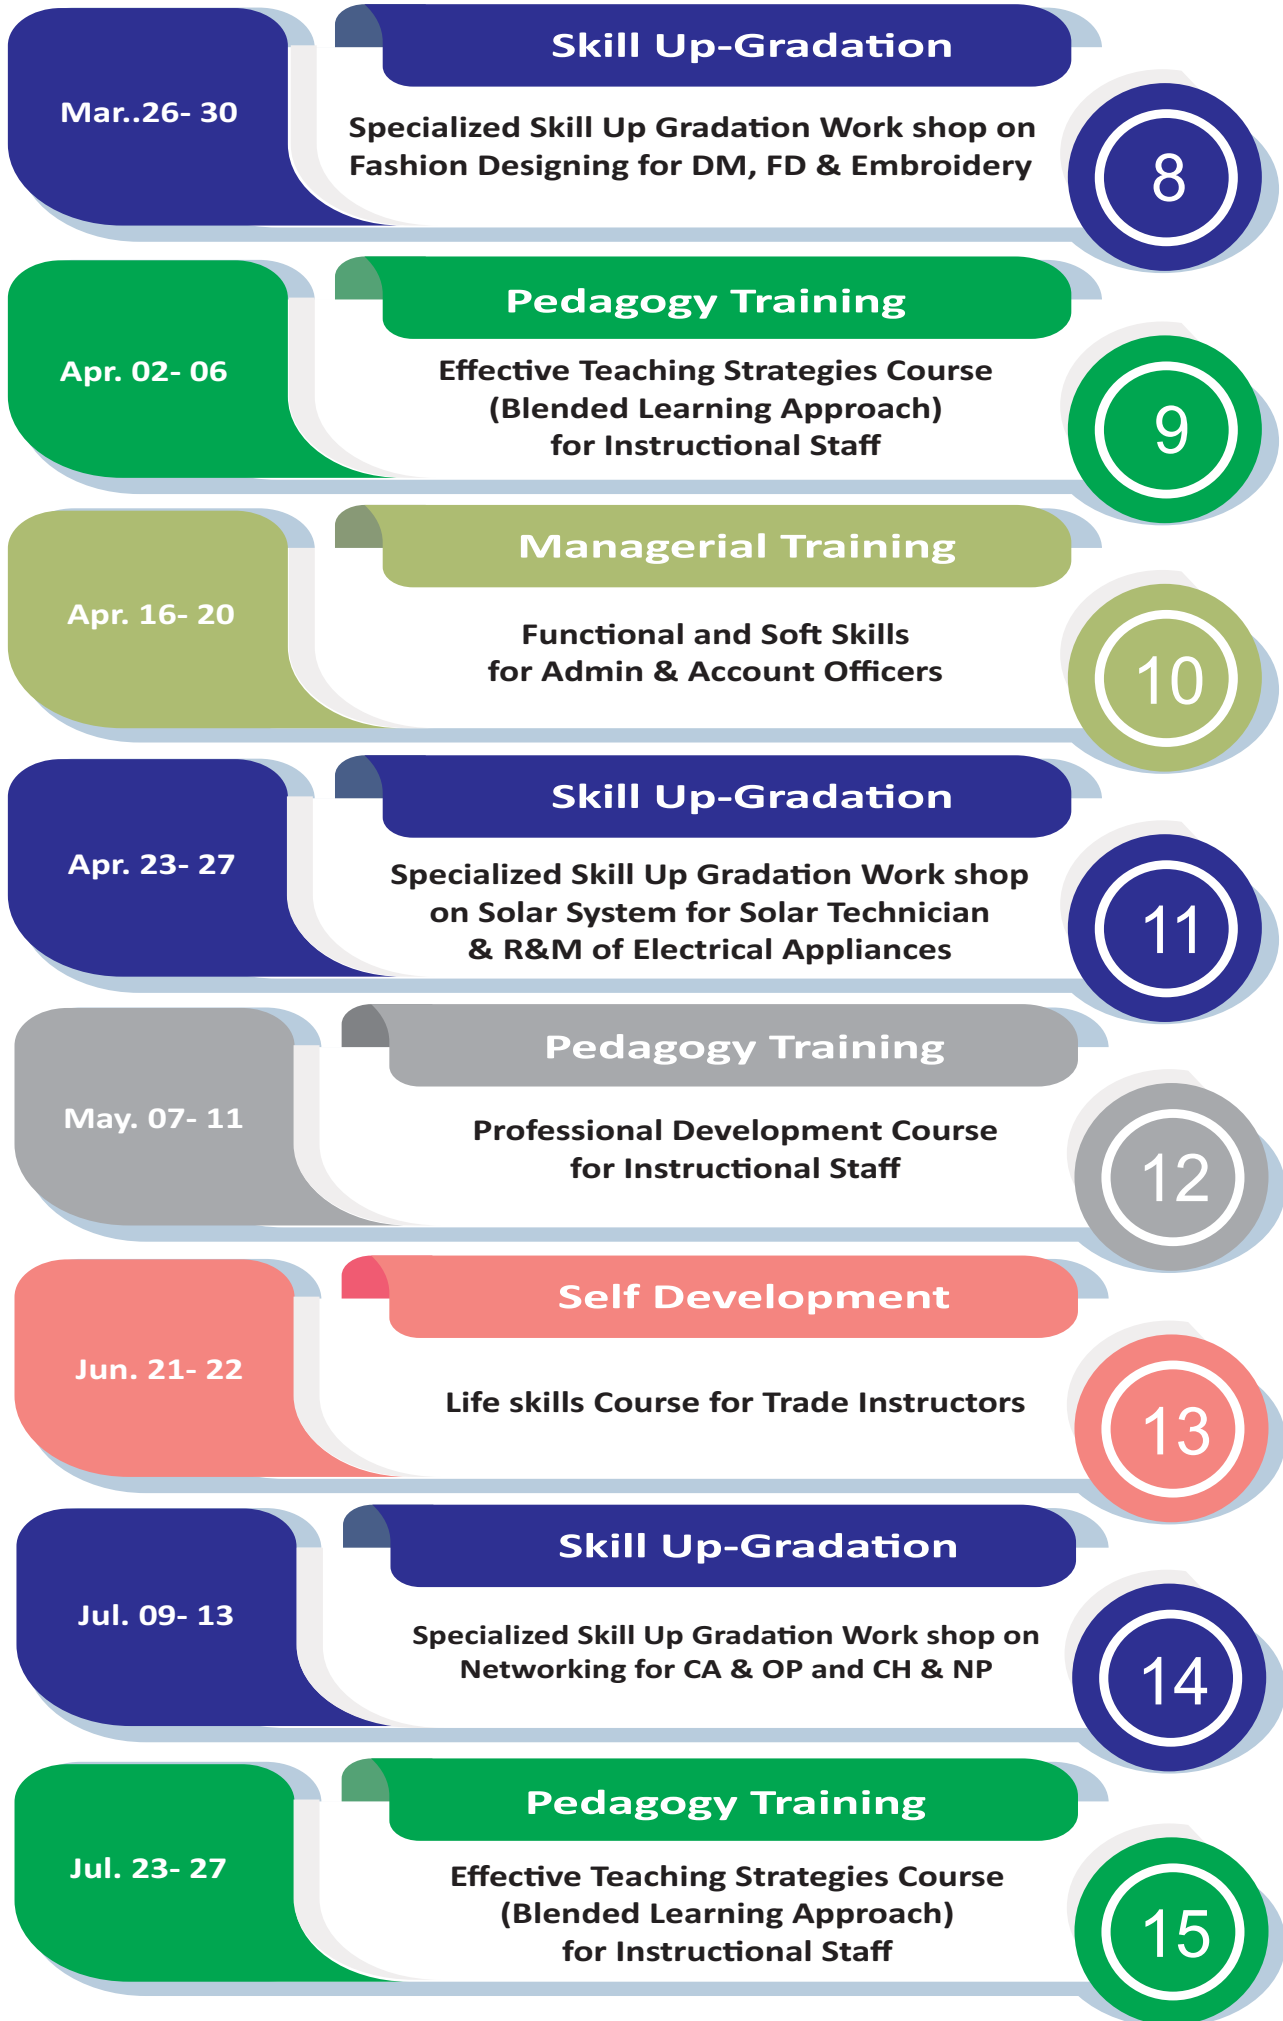 Skill Up-Gradation
Mar..26- 30
Specialized Skill Up Gradation Work shop on
Fashion Designing for DM, FD & Embroidery
8
Pedagogy Training
Apr. 02- 06
Effective Teaching Strategies Course
(Blended Learning Approach)
for Instructional Staff
9
Managerial Training
Apr. 16- 20
Functional and Soft Skills
for Admin & Account Officers
10
Skill Up-Gradation
Apr. 23- 27
Specialized Skill Up Gradation Work shop
on Solar System for Solar Technician
& R&M of Electrical Appliances
11
Pedagogy Training
May. 07- 11
Professional Development Course
for Instructional Staff
12
Self Development
Jun. 21- 22
Life skills Course for Trade Instructors
13
Skill Up-Gradation
Jul. 09- 13
Specialized Skill Up Gradation Work shop on
Networking for CA & OP and CH & NP
14
Pedagogy Training
Jul. 23- 27
Effective Teaching Strategies Course
(Blended Learning Approach)
for Instructional Staff
15